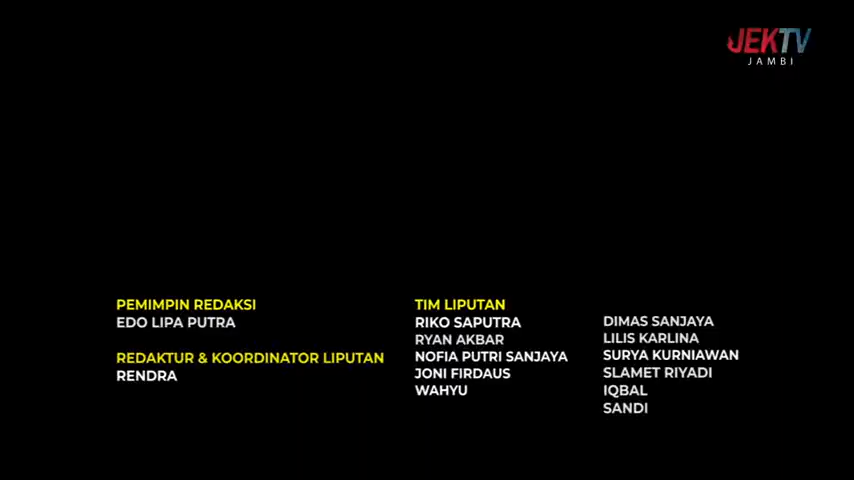 JEKTV
JAMBI
PEMIMPIN REDAKSI
EDO LIPA PUTRA
REDAKTUR & KOORDINATOR LIPUTAN
RENDRA
TIM LIPUTAN
RIKO SAPUTRA
RYAN AKBAR
NOFIA PUTRI SANJAYA
JONI FIRDAUS
WAHYU
DIMAS SANJAYA
LILIS KARLINA
SURYA KURNIAWAN
SLAMET RIYADI
IQBAL
SANDI